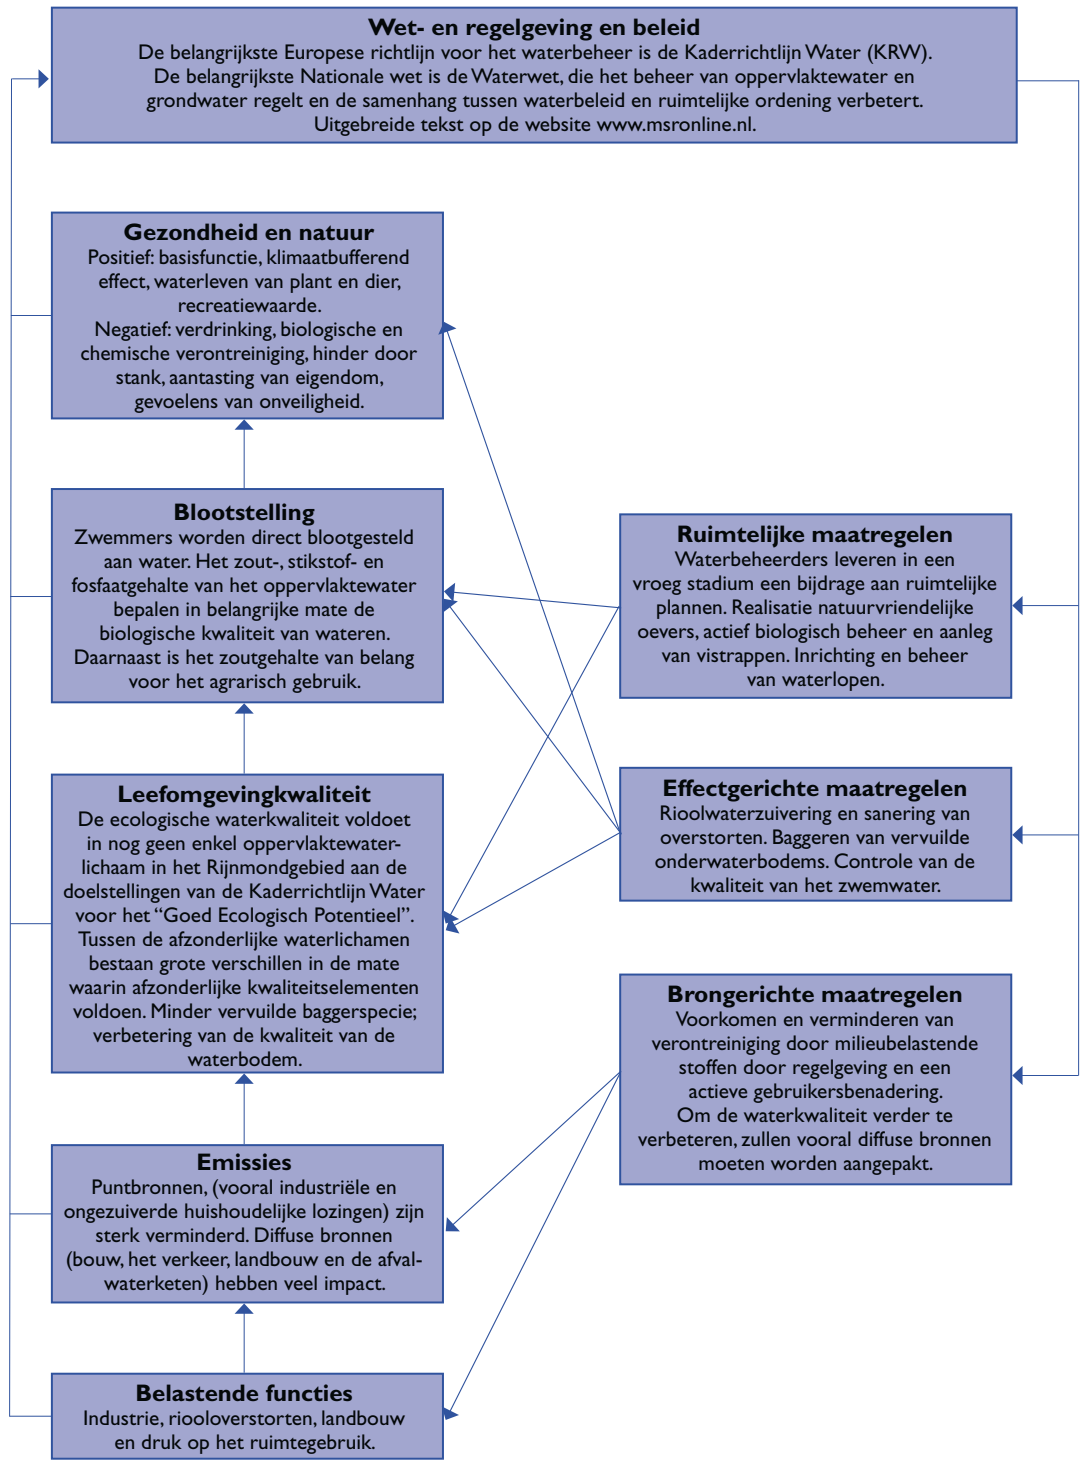 Wet- en regelgeving en beleid
De belangrijkste Europese richtlijn voor het waterbeheer is de Kaderrichtlijn Water (KRW).
De belangrijkste Nationale wet is de Waterwet, die het beheer van oppervlaktewater en
grondwater regelt en de samenhang tussen waterbeleid en ruimtelijke ordening verbetert.
Uitgebreide tekst op de website www.msronline.nl.
Gezondheid en natuur
Positief: basisfunctie, klimaatbufferend
effect, waterleven van plant en dier,
recreatiewaarde.
Negatief: verdrinking, biologische en
chemische verontreiniging, hinder door
stank, aantasting van eigendom,
gevoelens van onveiligheid.
Blootstelling
Zwemmers worden direct blootgesteld
aan water. Het zout-, stikstof- en
fosfaatgehalte van het oppervlaktewater
bepalen in belangrijke mate de
biologische kwaliteit van wateren.
Daarnaast is het zoutgehalte van belang
voor het agrarisch gebruik.
Leefomgevingkwaliteit
De ecologische waterkwaliteit voldoet
in nog geen enkel oppervlaktewater-
lichaam in het Rijnmondgebied aan de
doelstellingen van de Kaderrichtlijn Water
voor het “Goed Ecologisch Potentieel”.
Tussen de afzonderlijke waterlichamen
bestaan grote verschillen in de mate
waarin afzonderlijke kwaliteitselementen
voldoen. Minder vervuilde baggerspecie;
verbetering van de kwaliteit van de
waterbodem.
Emissies
Puntbronnen, (vooral industriële en
ongezuiverde huishoudelijke lozingen) zijn
sterk verminderd. Diffuse bronnen
(bouw, het verkeer, landbouw en de afval-
waterketen) hebben veel impact.
Belastende functies
Industrie, riooloverstorten, landbouw
en druk op het ruimtegebruik.
Ruimtelijke maatregelen
Waterbeheerders leveren in een
vroeg stadium een bijdrage aan ruimtelijke
plannen. Realisatie natuurvriendelijke
oevers, actief biologisch beheer en aanleg
van vistrappen. Inrichting en beheer
van waterlopen.
Effectgerichte maatregelen
Rioolwaterzuivering en sanering van
overstorten. Baggeren van vervuilde
onderwaterbodems. Controle van de
kwaliteit van het zwemwater.
Brongerichte maatregelen
Voorkomen en verminderen van
verontreiniging door milieubelastende
stoffen door regelgeving en een
actieve gebruikersbenadering.
Om de waterkwaliteit verder te
verbeteren, zullen vooral diffuse bronnen
moeten worden aangepakt.